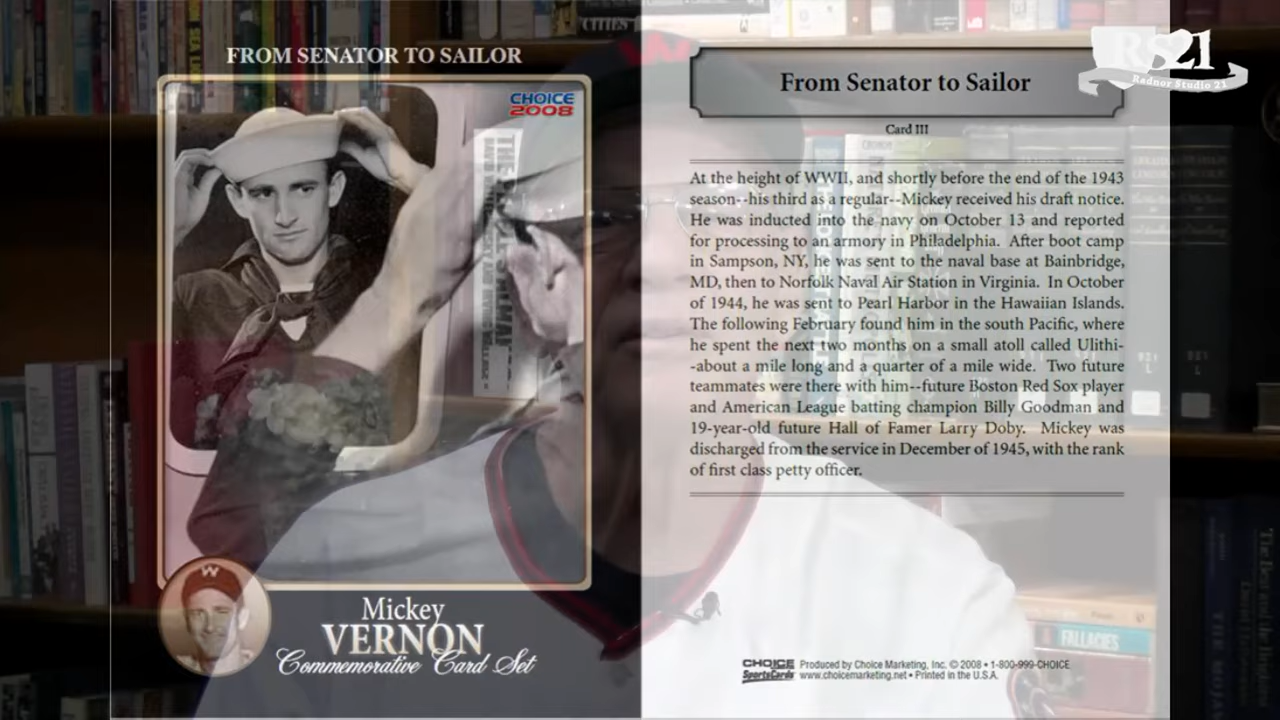 FROM SENATOR TO SAILOR
CHOICE
2008
W
Mickey
VERNON
Commemorative Card Set
RS21
Radnor Studio 21
From Senator to Sailor
Card III
At the height of WWII, and shortly before the end of the 1943
season--his third as a regular--Mickey received his draft notice.
He was inducted into the navy on October 13 and reported
for processing to an armory in Philadelphia. After boot camp
in Sampson, NY, he was sent to the naval base at Bainbridge,
MD, then to Norfolk Naval Air Station in Virginia. In October
of 1944, he was sent to Pearl Harbor in the Hawaiian Islands.
The following February found him in the south Pacific, where
he spent the next two months on a small atoll called Ulithi-
-about a mile long and a quarter of a mile wide. Two future
teammates were there with him--future Boston Red Sox player
and American League batting champion Billy Goodman and
19-year-old future Hall of Famer Larry Doby. Mickey was
discharged from the service in December of 1945, with the rank
of first class petty officer.
CHOICE
SportsCards
Produced by Choice Marketing, Inc. © 2008 • 1-800-999-CHOICE
www.choicemarketing.net • Printed in the U.S.A.
CITIES
FALLACIES